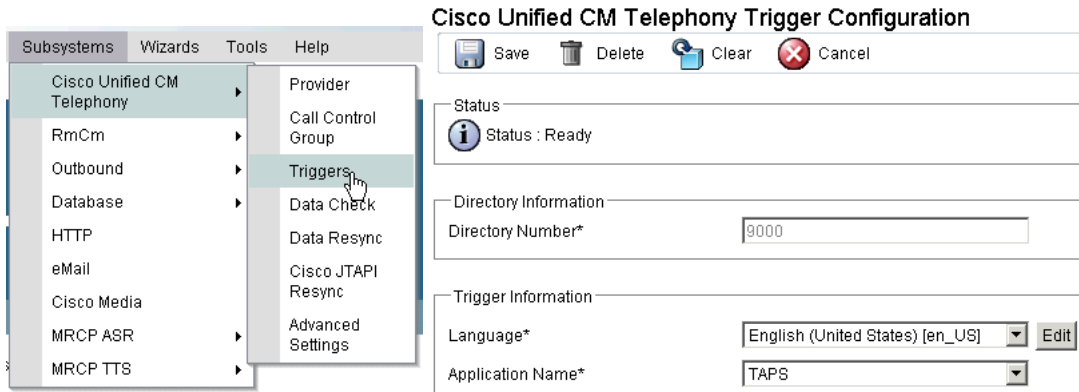 Subsystems Wizards Tools Help
Cisco Unified CM
Telephony
RmCm
Outbound
Database
HTTP
eMail
Cisco Media
MRCP ASR
MRCP TTS
Provider
Call Control
Group
Triggers
Data Check
Data Resync
Cisco JTAPI
Resync
Advanced
Settings
Cisco Unified CM Telephony Trigger Configuration
Save Delete Clear Cancel
Status
Status : Ready
Directory Information
Directory Number* 9000
Trigger Information
Language* English (United States) [en_US] Edit
Application Name* TAPS